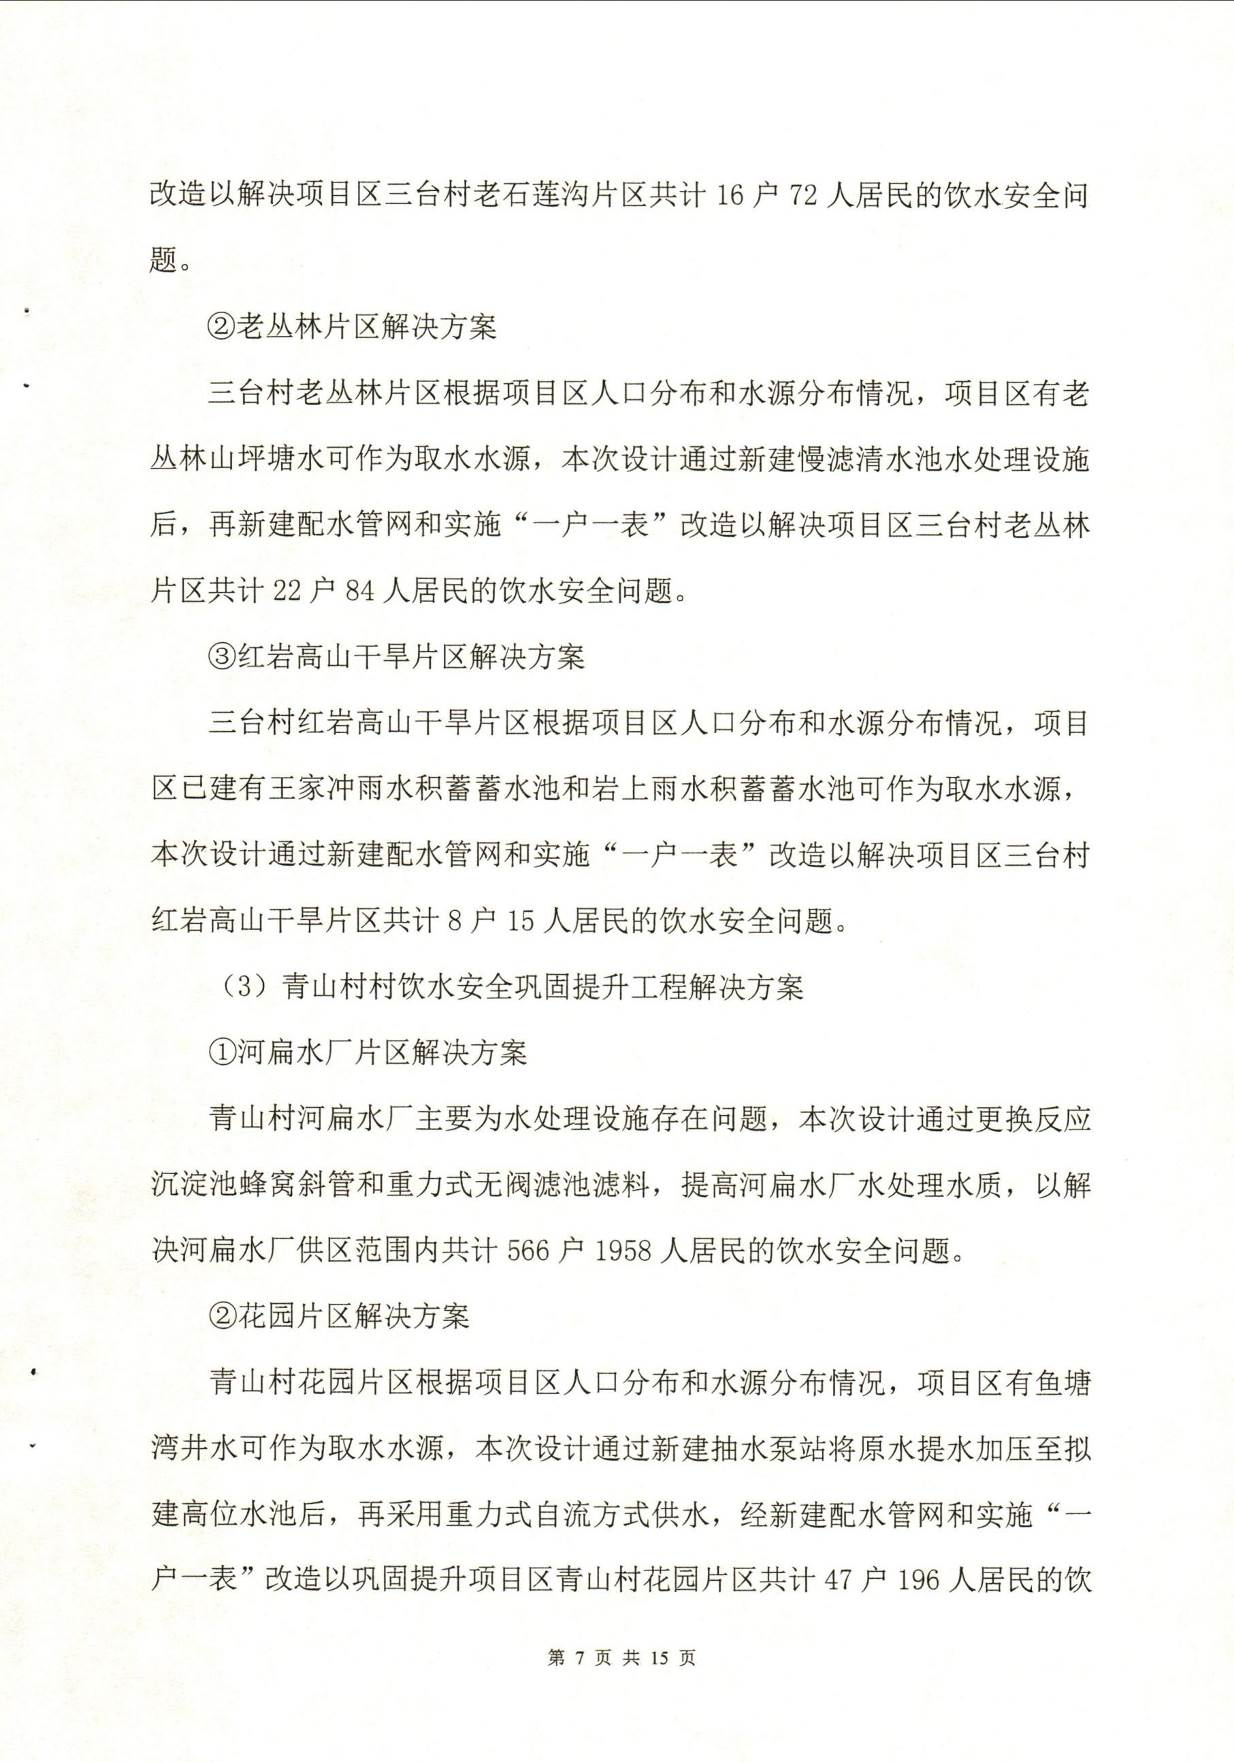 改造以解决项目区三台村老石莲沟片区共计 16 户 72 人居民的饮水安全问
题。
②老丛林片区解决方案
三台村老丛林片区根据项目区人口分布和水源分布情况，项目区有老
丛林山坪塘水可作为取水水源，本次设计通过新建慢滤清水池水处理设施
后，再新建配水管网和实施“一户一表”改造以解决项目区三台村老丛林
片区共计 22 户 84 人居民的饮水安全问题。
③红岩高山干旱片区解决方案
三台村红岩高山干旱片区根据项目区人口分布和水源分布情况，项目
区已建有王家冲雨水积蓄蓄水池和岩上雨水积蓄蓄水池可作为取水水源，
本次设计通过新建配水管网和实施“一户一表”改造以解决项目区三台村
红岩高山干旱片区共计 8 户 15 人居民的饮水安全问题。
（3）青山村村饮水安全巩固提升工程解决方案
①河扁水厂片区解决方案
青山村河扁水厂主要为水处理设施存在问题，本次设计通过更换反应
沉淀池蜂窝斜管和重力式无阀滤池滤料，提高河扁水厂水处理水质，以解
决河扁水厂供区范围内共计 566 户 1958 人居民的饮水安全问题。
②花园片区解决方案
青山村花园片区根据项目区人口分布和水源分布情况，项目区有鱼塘
湾井水可作为取水水源，本次设计通过新建抽水泵站将原水提水加压至拟
建高位水池后，再采用重力式自流方式供水，经新建配水管网和实施“一
户一表”改造以巩固提升项目区青山村花园片区共计 47 户 196 人居民的饮
第 7 页 共 15 页